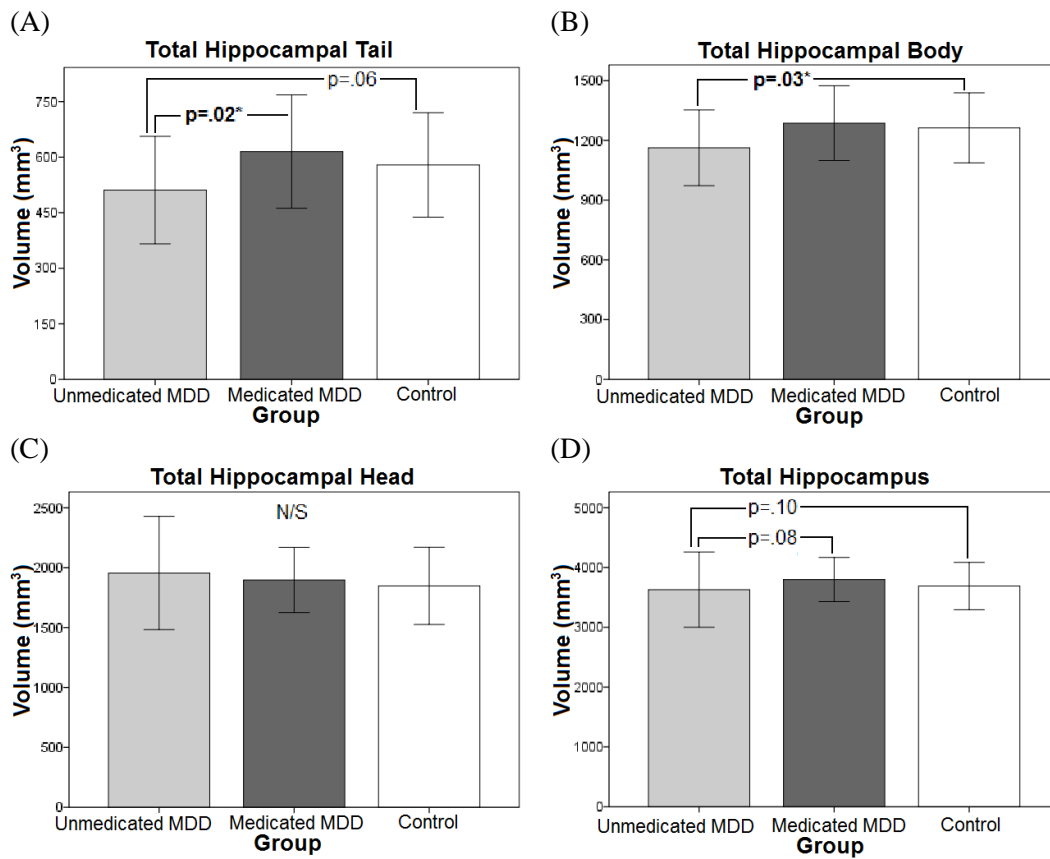 (A)
Total Hippocampal Tail
p=.06
p=.02*
Volume (mm³)
750
600
450
300
150
0
Unmedicated MDD Medicated MDD Control
Group
(B)
Total Hippocampal Body
p=.03*
Volume (mm³)
1500
1200
900
600
300
0
Unmedicated MDD Medicated MDD Control
Group
(C)
Total Hippocampal Head
N/S
Volume (mm³)
2500
2000
1500
1000
500
0
Unmedicated MDD Medicated MDD Control
Group
(D)
Total Hippocampus
p=.10
p=.08
Volume (mm³)
5000
4000
3000
2000
1000
0
Unmedicated MDD Medicated MDD Control
Group